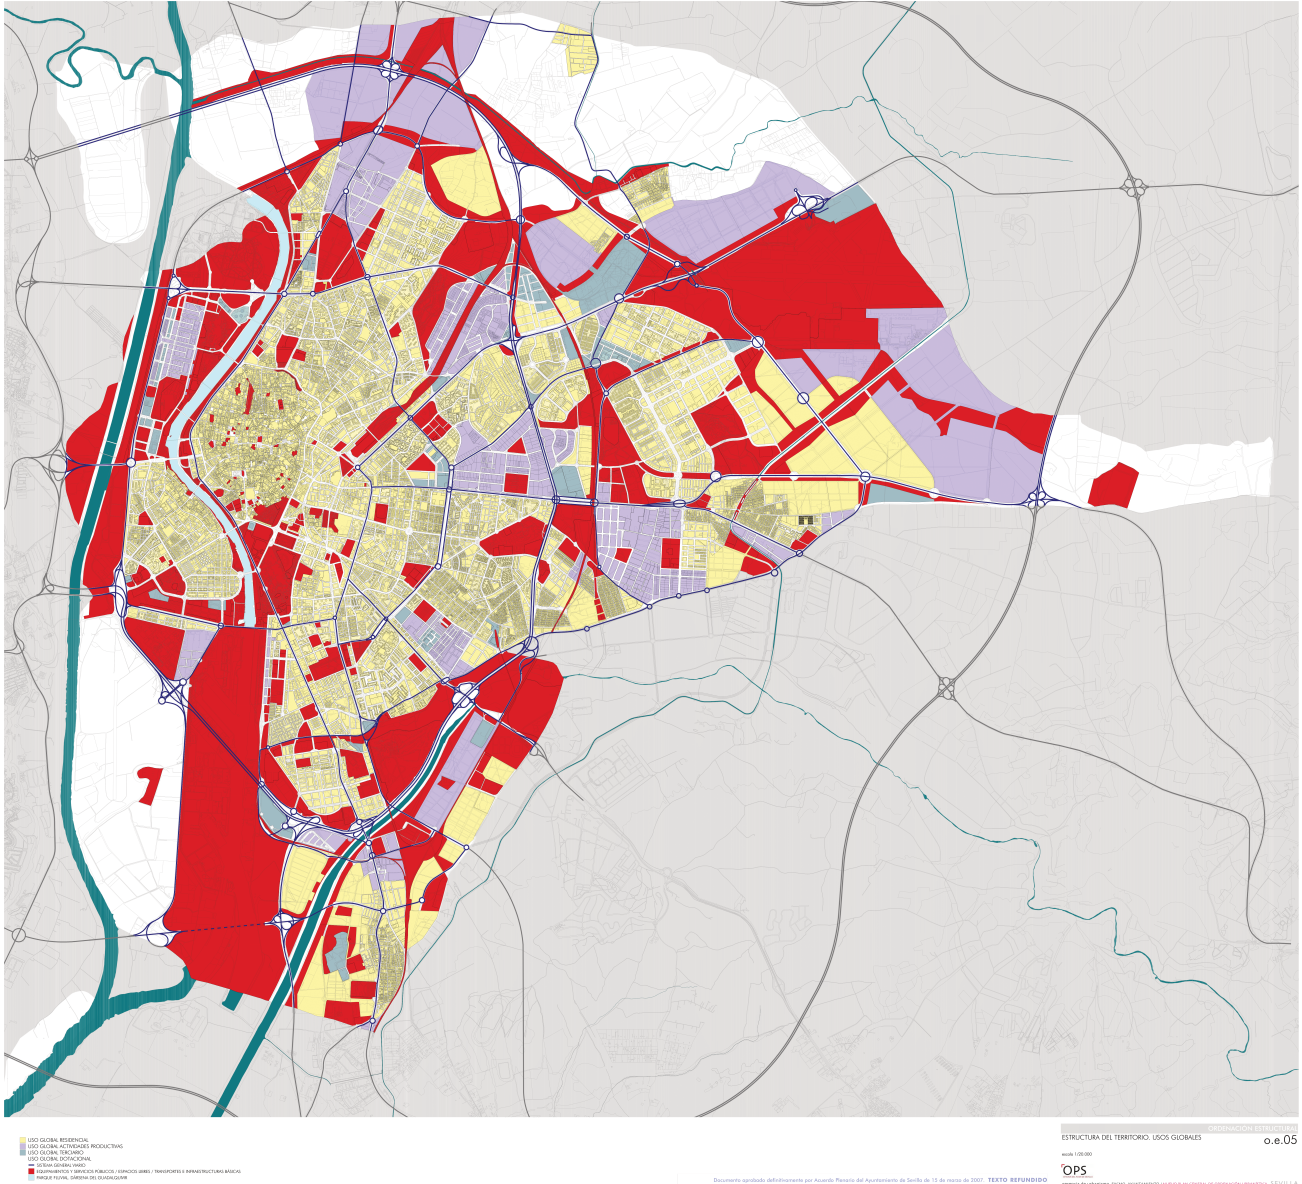 USO GLOBAL RESIDENCIAL
USO GLOBAL ACTIVIDADES PRODUCTIVAS
USO GLOBAL TERCIARIO
USO GLOBAL DOTACIONAL
SISTEMA GENERAL VIARIO
EQUIPAMIENTOS Y SERVICIOS PÚBLICOS / ESPACIOS LIBRES / TRANSPORTES E INFRAESTRUCTURAS BÁSICAS
PARQUE FLUVIAL. DÁRSENA DEL GUADALQUIVIR
Documento aprobado definitivamente por Acuerdo Plenario del Ayuntamiento de Sevilla de 15 de marzo de 2007 TEXTO REFUNDIDO
ORDENACIÓN ESTRUCTURAL
ESTRUCTURA DEL TERRITORIO. USOS GLOBALES
o.e.05
escala 1/20.000
OPS
SEVILLA